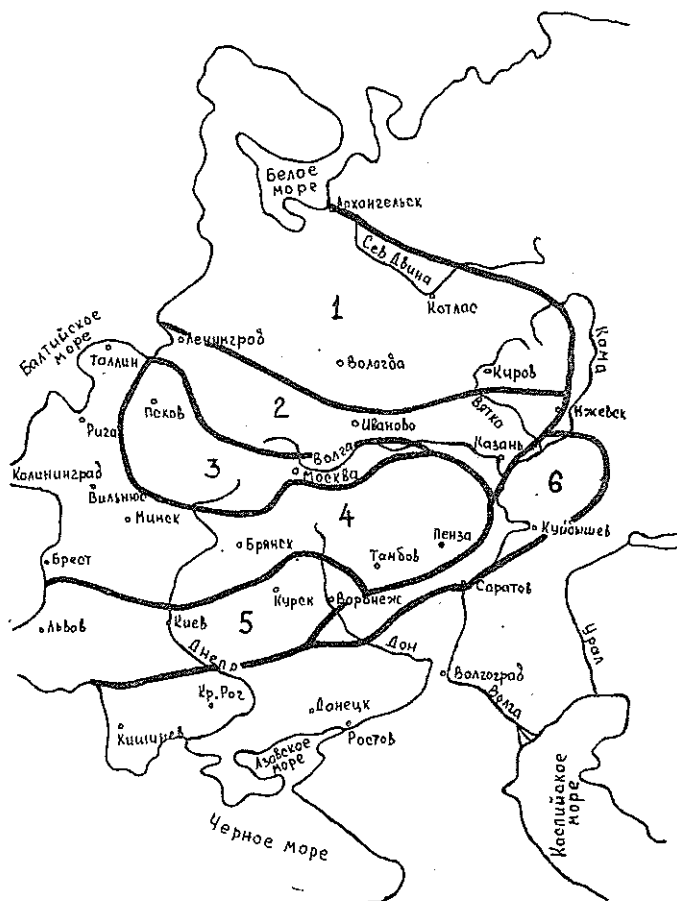 Белое
море
Архангельск
Сев Двина
Котлас
1
Балтийское
море
Таллин
Ленинград
Вологда
Киров
Кама
Псков
2
Иваново
Вятка
Ижевск
Рига
Волга
Казань
Калининград
3
Москва
6
Вильнюс
Минск
4
Куйбышев
Брянск
Пенза
Брест
Тамбов
Курск
Воронеж
Саратов
Львов
Киев
5
Дон
Урал
Днепр
Волгоград
Кр. Рог
Волга
Донецк
Кишинев
Ростов
Азовское
море
Каспийское
море
Черное море